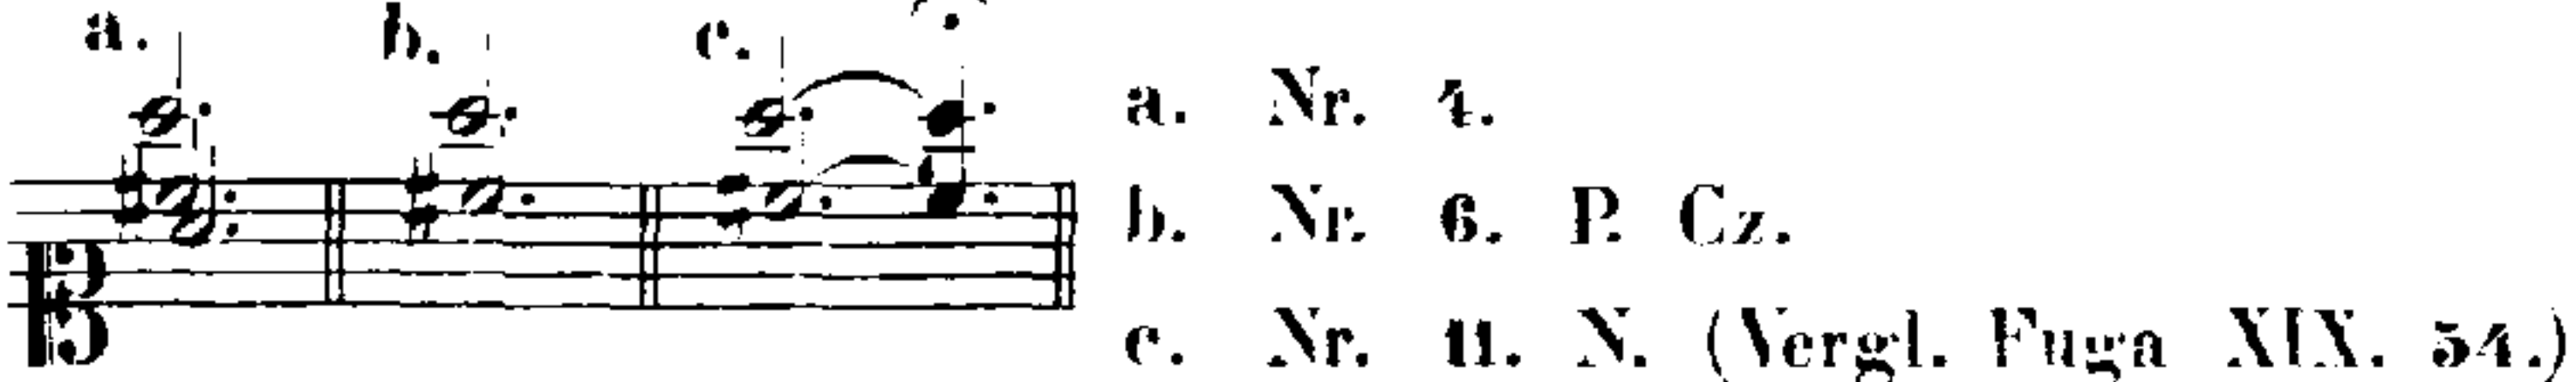 a. b. c.
a. Nr. 4.
b. Nr. 6. P. Cz.
c. Nr. 11. N. (Vergl. Fuga XIX. 54.)